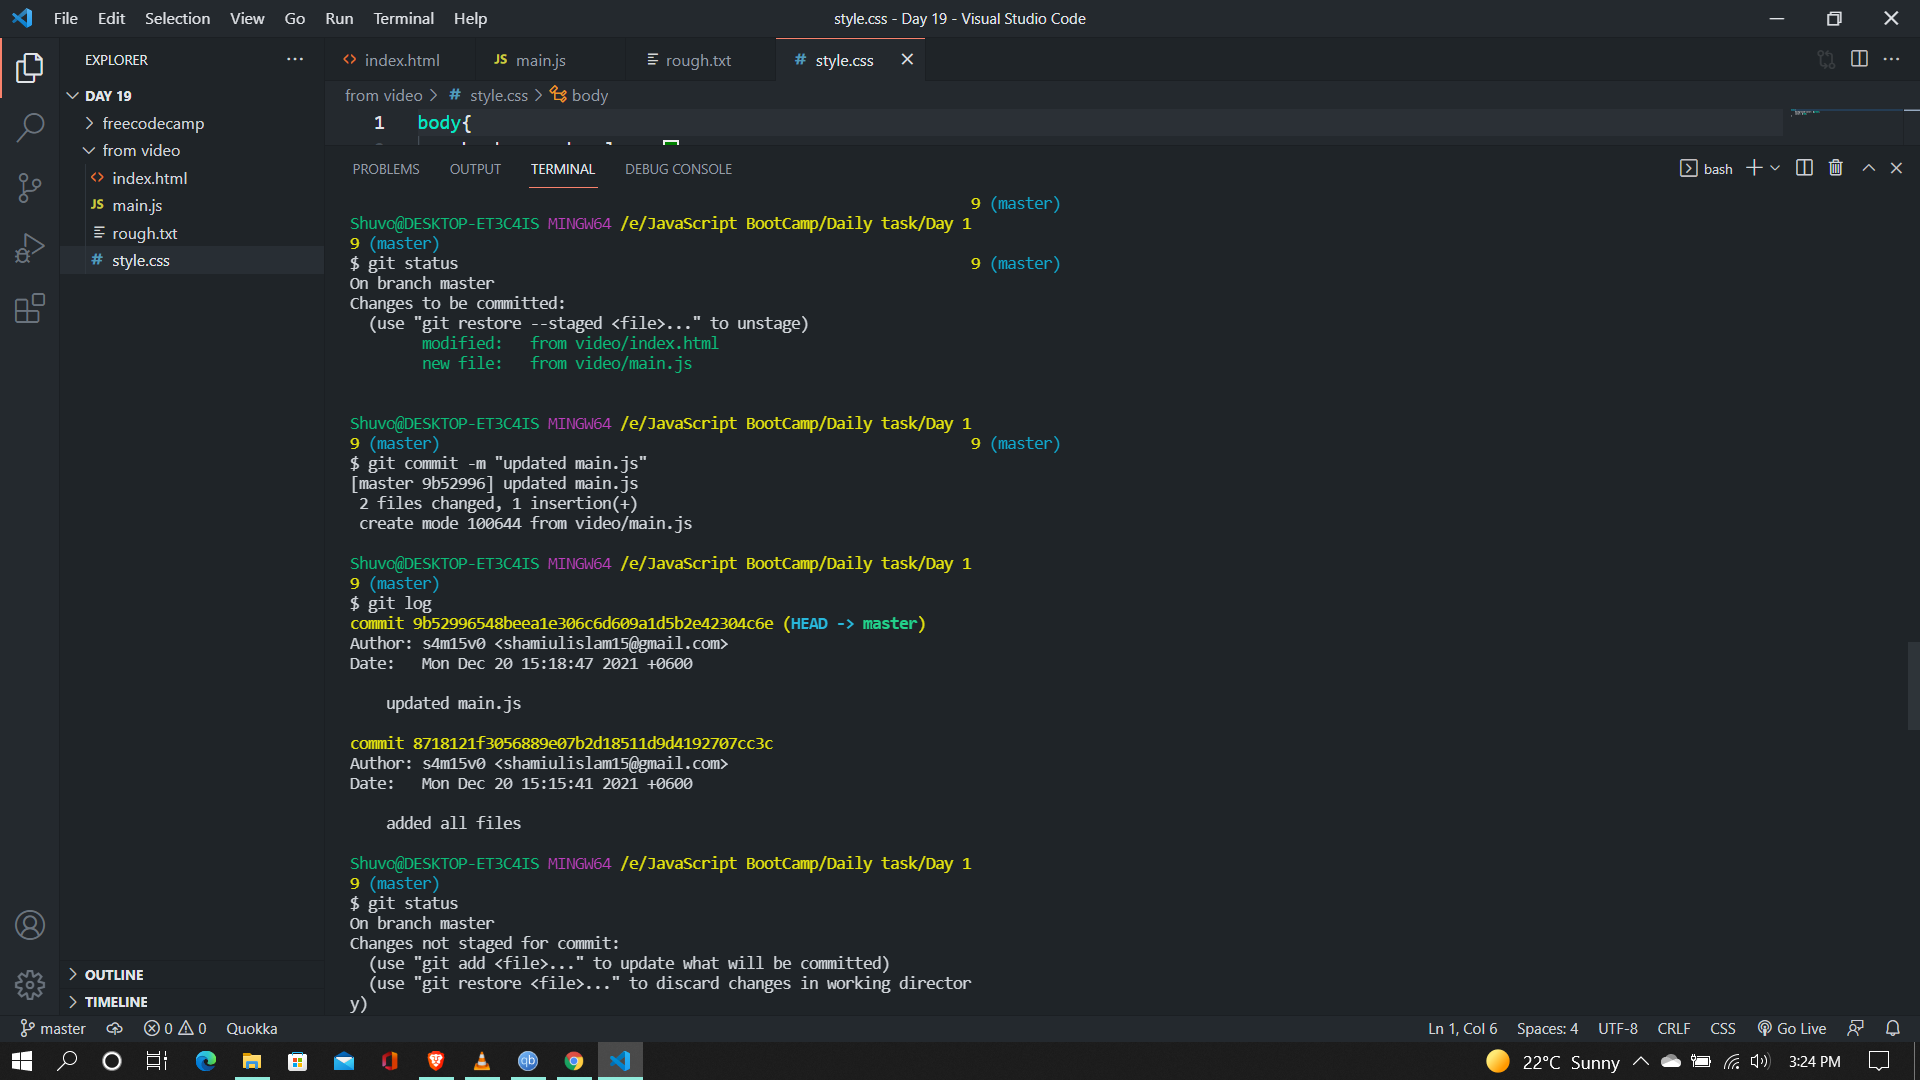 File Edit Selection View Go Run Terminal Help
style.css - Day 19 - Visual Studio Code
EXPLORER
DAY 19
freecodecamp
from video
<> index.html
JS main.js
rough.txt
# style.css
OUTLINE
TIMELINE
<> index.html JS main.js rough.txt # style.css
from video > # style.css > body
1 body{
PROBLEMS OUTPUT TERMINAL DEBUG CONSOLE
bash
9 (master)
Shuvo@DESKTOP-ET3C4IS MINGW64 /e/JavaScript BootCamp/Daily task/Day 1
9 (master)
$ git status 9 (master)
On branch master
Changes to be committed:
(use "git restore --staged <file>..." to unstage)
modified: from video/index.html
new file: from video/main.js
Shuvo@DESKTOP-ET3C4IS MINGW64 /e/JavaScript BootCamp/Daily task/Day 1
9 (master) 9 (master)
$ git commit -m "updated main.js"
[master 9b52996] updated main.js
2 files changed, 1 insertion(+)
create mode 100644 from video/main.js
Shuvo@DESKTOP-ET3C4IS MINGW64 /e/JavaScript BootCamp/Daily task/Day 1
9 (master)
$ git log
commit 9b52996548beea1e306c6d609a1d5b2e42304c6e (HEAD -> master)
Author: s4m15v0 <shamiulislam15@gmail.com>
Date: Mon Dec 20 15:18:47 2021 +0600
updated main.js
commit 8718121f3056889e07b2d18511d9d4192707cc3c
Author: s4m15v0 <shamiulislam15@gmail.com>
Date: Mon Dec 20 15:15:41 2021 +0600
added all files
Shuvo@DESKTOP-ET3C4IS MINGW64 /e/JavaScript BootCamp/Daily task/Day 1
9 (master)
$ git status
On branch master
Changes not staged for commit:
(use "git add <file>..." to update what will be committed)
(use "git restore <file>..." to discard changes in working director
y)
master 0 0 Quokka
Ln 1, Col 6 Spaces: 4 UTF-8 CRLF CSS Go Live
22°C Sunny 3:24 PM